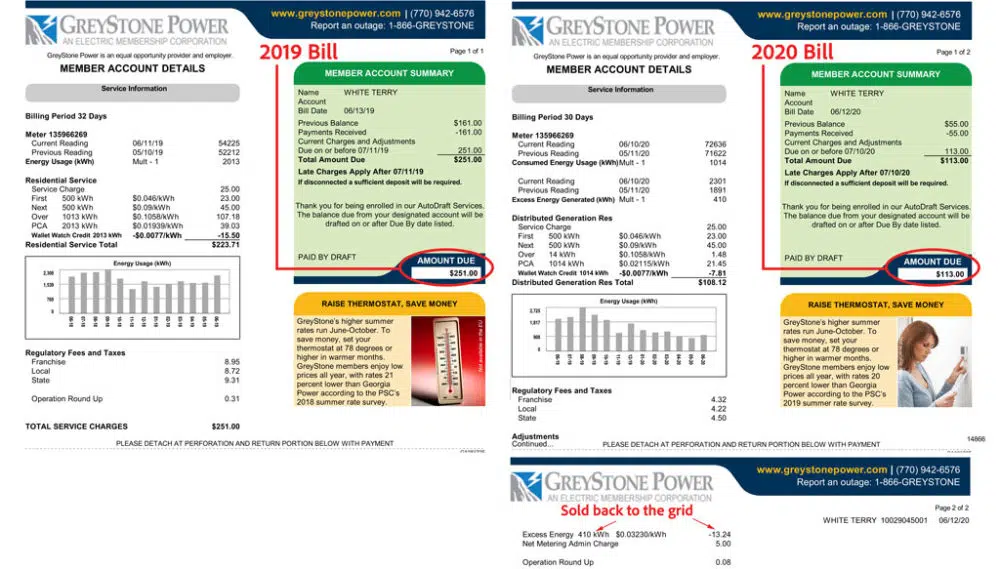 GREYSTONE POWER
AN ELECTRIC MEMBERSHIP CORPORATION
GreyStone Power is an equal opportunity provider and employer.
www.greystonepower.com | (770) 942-6576
Report an outage: 1-866-GREYSTONE
2019 Bill
Page 1 of 1
MEMBER ACCOUNT DETAILS
Service Information
Billing Period 32 Days
Meter 135966269
Current Reading 06/11/19 54225
Previous Reading 05/10/19 52212
Energy Usage (kWh) Mult - 1 2013
Residential Service
Service Charge 25.00
First 500 kWh $0.046/kWh 23.00
Next 500 kWh $0.09/kWh 45.00
Over 1013 kWh $0.1058/kWh 107.18
PCA 2013 kWh $0.01939/kWh 39.03
Wallet Watch Credit 2013 kWh -$0.0077/kWh -15.50
Residential Service Total $223.71
Energy Usage (kWh)
Regulatory Fees and Taxes
Franchise 8.95
Local 8.72
State 9.31
Operation Round Up 0.31
TOTAL SERVICE CHARGES $251.00
MEMBER ACCOUNT SUMMARY
Name WHITE TERRY
Account
Bill Date 06/13/19
Previous Balance $161.00
Payments Received -161.00
Current Charges and Adjustments
Due on or before 07/11/19 251.00
Total Amount Due $251.00
Late Charges Apply After 07/11/19
If disconnected a sufficient deposit will be required.
Thank you for being enrolled in our AutoDraft Services.
The balance due from your designated account will be
drafted on or after Due By date listed.
PAID BY DRAFT
AMOUNT DUE
$251.00
RAISE THERMOSTAT, SAVE MONEY
GreyStone's higher summer
rates run June-October. To
save money, set your
thermostat at 78 degrees or
higher in warmer months.
GreyStone members enjoy low
prices all year, with rates 21
percent lower than Georgia
Power according to the PSC's
2018 summer rate survey.
PLEASE DETACH AT PERFORATION AND RETURN PORTION BELOW WITH PAYMENT
GREYSTONE POWER
AN ELECTRIC MEMBERSHIP CORPORATION
GreyStone Power is an equal opportunity provider and employer.
www.greystonepower.com | (770) 942-6576
Report an outage: 1-866-GREYSTONE
2020 Bill
Page 1 of 2
MEMBER ACCOUNT DETAILS
Service Information
Billing Period 30 Days
Meter 135966269
Current Reading 06/10/20 72636
Previous Reading 05/11/20 71622
Consumed Energy Usage (kWh) Mult - 1 1014
Current Reading 06/10/20 2301
Previous Reading 05/11/20 1891
Excess Energy Generated (kWh) Mult - 1 410
Distributed Generation Res
Service Charge 25.00
First 500 kWh $0.046/kWh 23.00
Next 500 kWh $0.09/kWh 45.00
Over 14 kWh $0.1058/kWh 1.48
PCA 1014 kWh $0.02115/kWh 21.45
Wallet Watch Credit 1014 kWh -$0.0077/kWh -7.81
Distributed Generation Res Total $108.12
Energy Usage (kWh)
Regulatory Fees and Taxes
Franchise 4.32
Local 4.22
State 4.50
Adjustments
Continued...
MEMBER ACCOUNT SUMMARY
Name WHITE TERRY
Account
Bill Date 06/12/20
Previous Balance $55.00
Payments Received -55.00
Current Charges and Adjustments
Due on or before 07/10/20 113.00
Total Amount Due $113.00
Late Charges Apply After 07/10/20
If disconnected a sufficient deposit will be required.
Thank you for being enrolled in our AutoDraft Services.
The balance due from your designated account will be
drafted on or after Due By date listed.
PAID BY DRAFT
AMOUNT DUE
$113.00
RAISE THERMOSTAT, SAVE MONEY
GreyStone's higher summer
rates run June-October. To
save money, set your
thermostat at 78 degrees or
higher in warmer months.
GreyStone members enjoy low
prices all year, with rates 20
percent lower than Georgia
Power according to the PSC's
2019 summer rate survey.
14866
PLEASE DETACH AT PERFORATION AND RETURN PORTION BELOW WITH PAYMENT
GREYSTONE POWER
AN ELECTRIC MEMBERSHIP CORPORATION
www.greystonepower.com | (770) 942-6576
Report an outage: 1-866-GREYSTONE
Page 2 of 2
Sold back to the grid
WHITE TERRY 10029045001 06/12/20
Excess Energy 410 kWh $0.03230/kWh -13.24
Net Metering Admin Charge 5.00
Operation Round Up 0.08